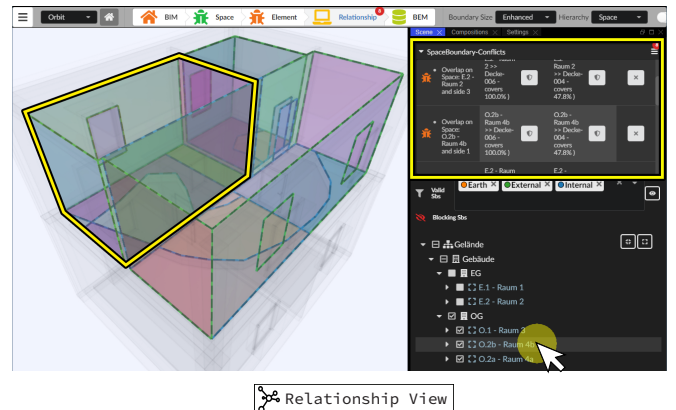 Orbit
BIM
Space
Element
Relationship
BEM
Boundary Size
Enhanced
Hierarchy
Space
Scene ×
Compositions ×
Settings ×
SpaceBoundary-Conflicts
Overlap on
Space: E.2 -
Raum 2
and side 3
2 >>
Decke-
006 -
covers
100.0% )
Raum 2
>> Decke-
004 -
covers
47.8% )
Overlap on
Space:
O.2b -
Raum 4b
and side 1
O.2b -
Raum 4b
>> Decke-
006 -
covers
100.0% )
O.2b -
Raum 4b
>> Decke-
004 -
covers
47.8% )
E.2 - Raum
E.2 -
Valid
Sbs
Earth ×
External ×
Internal ×
Blocking Sbs
Gelände
Gebäude
EG
E.1 - Raum 1
E.2 - Raum 2
OG
O.1 - Raum 3
O.2b - Raum 4b
O.2a - Raum 4a
Relationship View